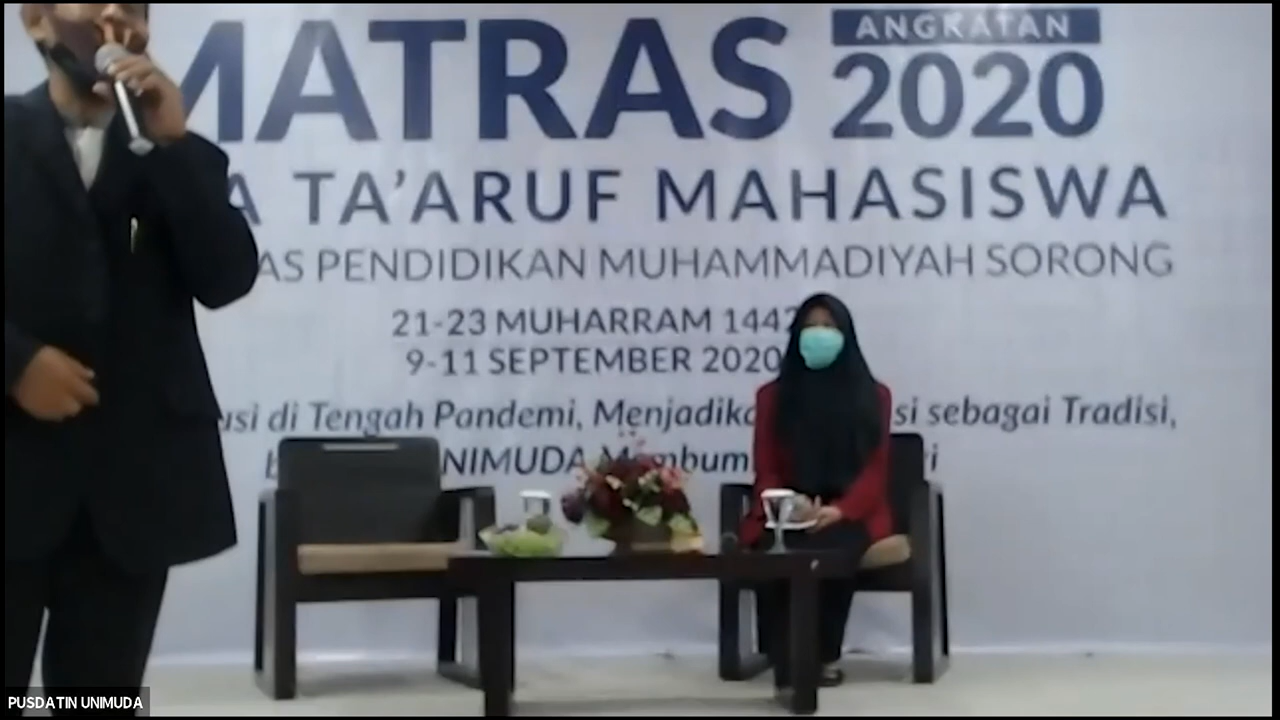 MATRAS ANGKATAN 2020
TA'ARUF MAHASISWA
PENDIDIKAN MUHAMMADIYAH SORONG
21-23 MUHARRAM 1442
9-11 SEPTEMBER 2020
di Tengah Pandemi, sebagai Tradisi,
PUSDATIN UNIMUDA